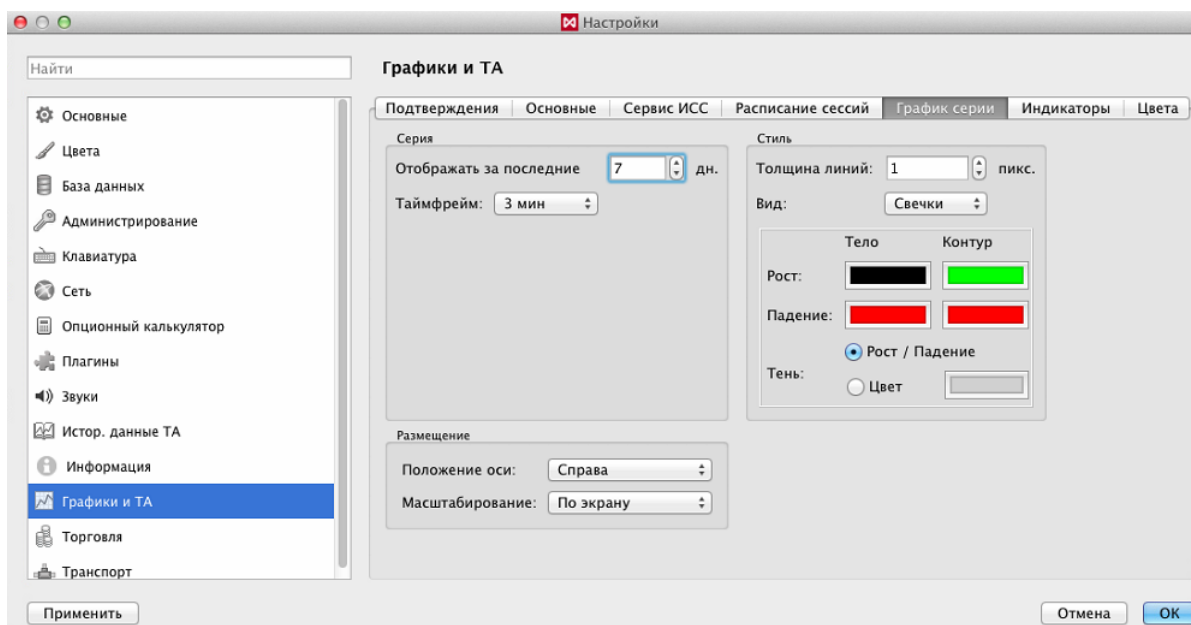 Настройки
Найти
Основные
Цвета
База данных
Администрирование
Клавиатура
Сеть
Опционный калькулятор
Плагины
Звуки
Истор. данные ТА
Информация
Графики и ТА
Торговля
Транспорт
Графики и ТА
Подтверждения Основные Сервис ИСС Расписание сессий График серии Индикаторы Цвета
Серия
Отображать за последние 7 дн.
Таймфрейм: 3 мин
Стиль
Толщина линий: 1 пикс.
Вид: Свечки
Тело Контур
Рост:
Падение:
Тень:
Рост / Падение
Цвет
Размещение
Положение оси: Справа
Масштабирование: По экрану
Применить Отмена OK